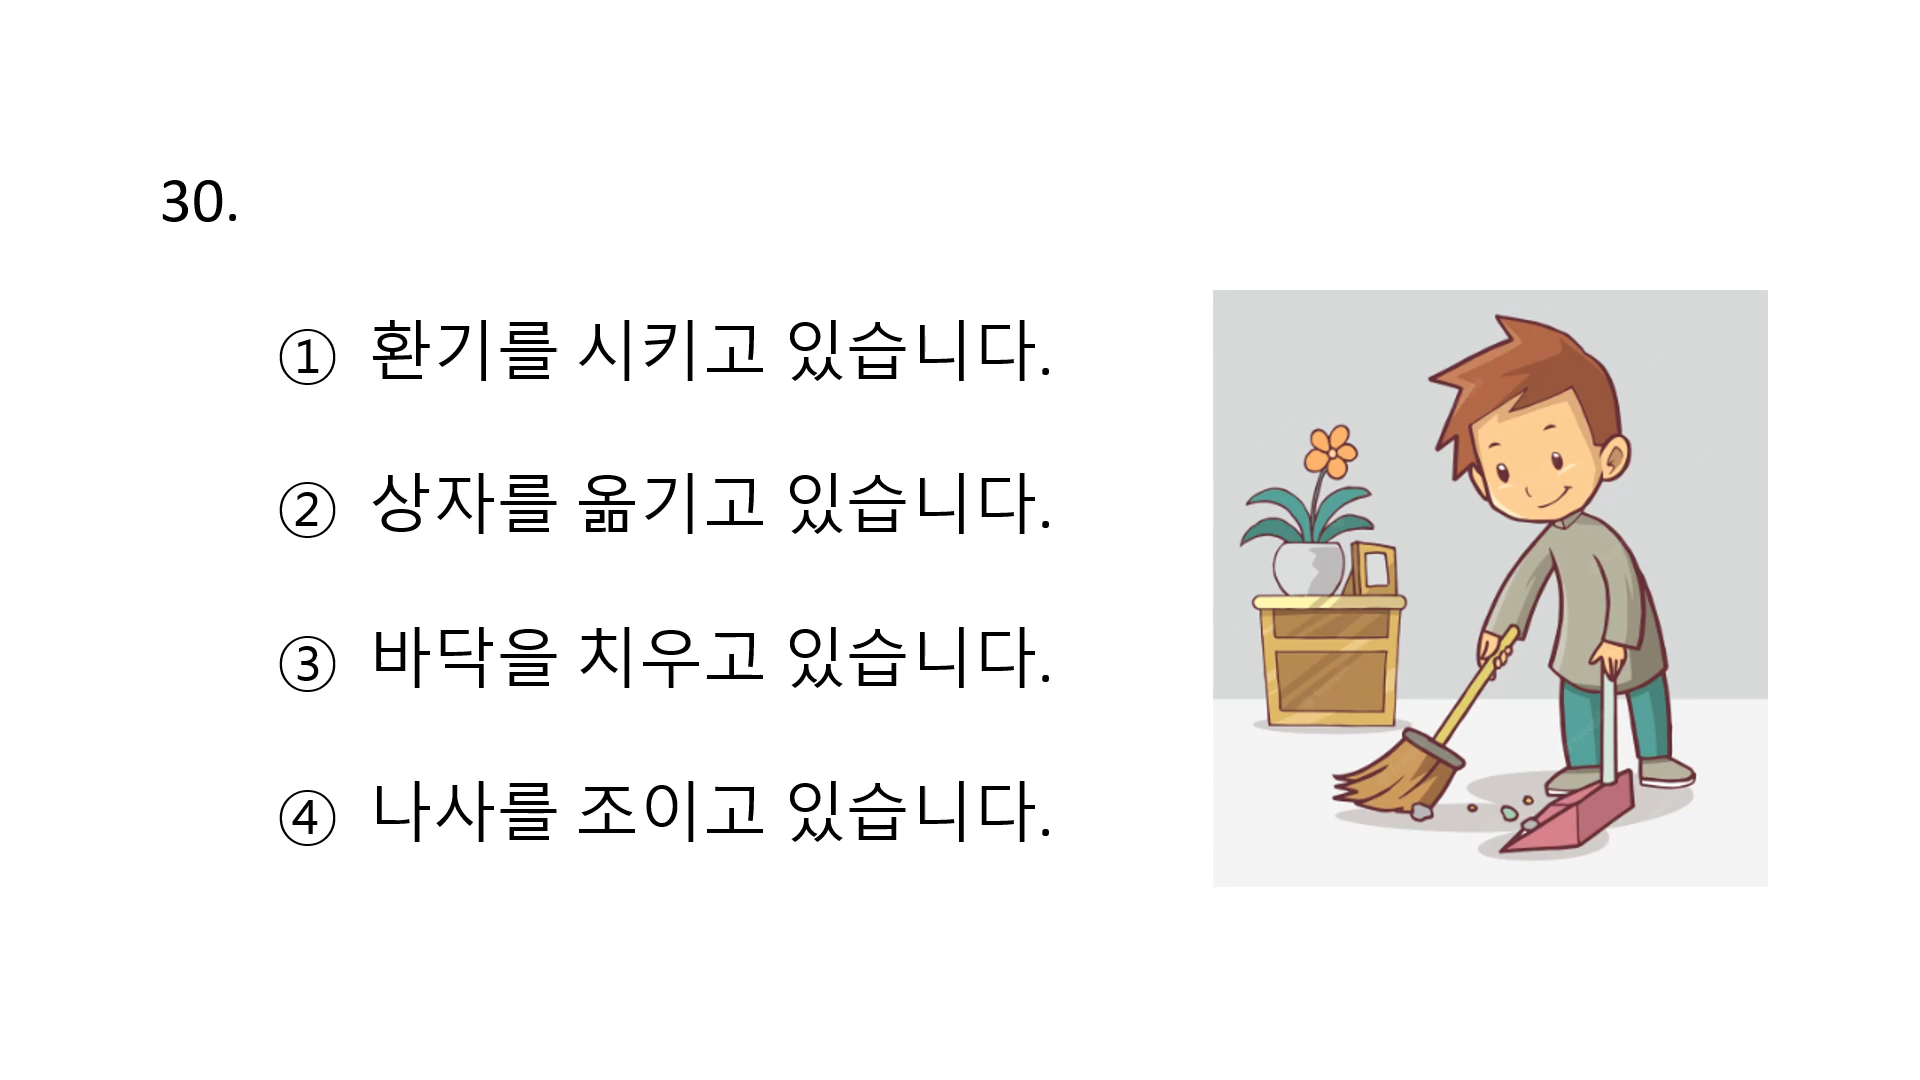 30.
① 환기를 시키고 있습니다.
② 상자를 옮기고 있습니다.
③ 바닥을 치우고 있습니다.
④ 나사를 조이고 있습니다.